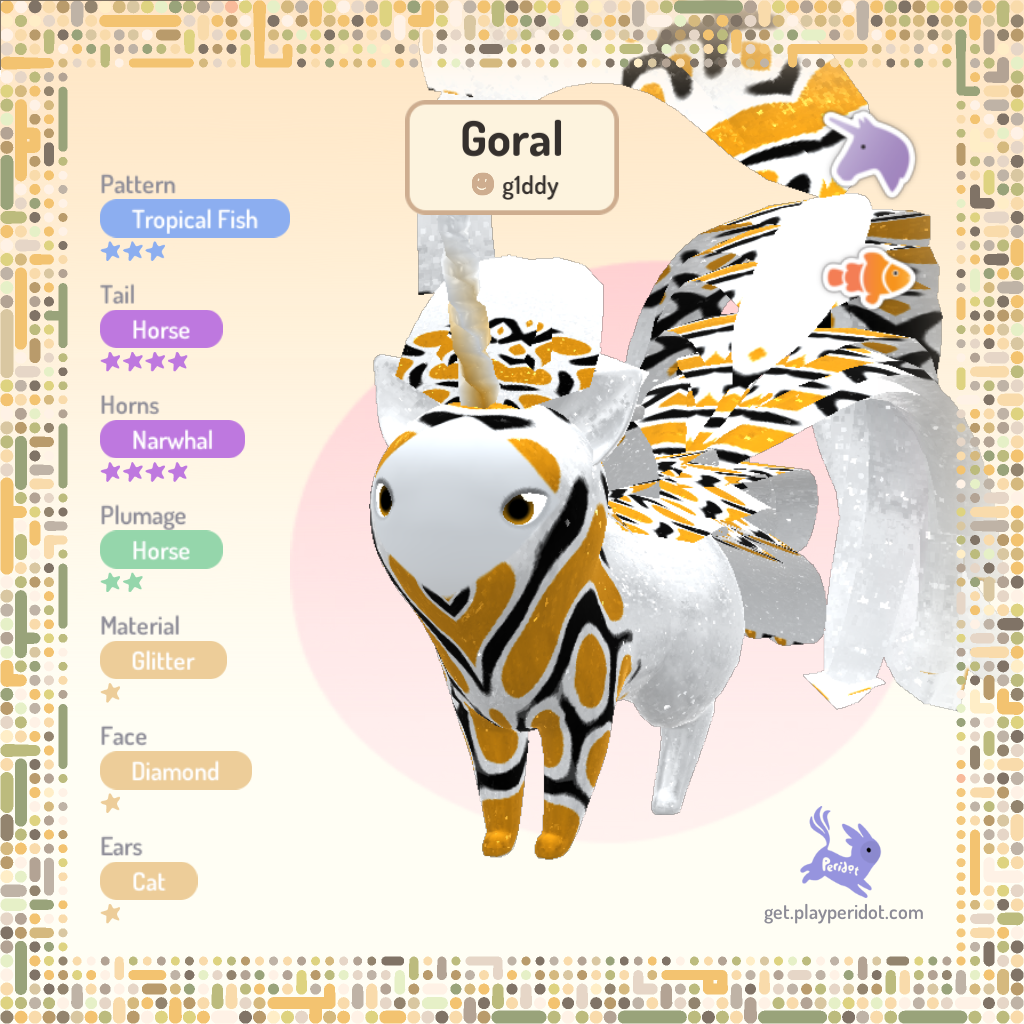 Goral
g1ddy
Pattern
Tropical Fish
Tail
Horse
Horns
Narwhal
Plumage
Horse
Material
Glitter
Face
Diamond
Ears
Cat
Peridot
get.playperidot.com